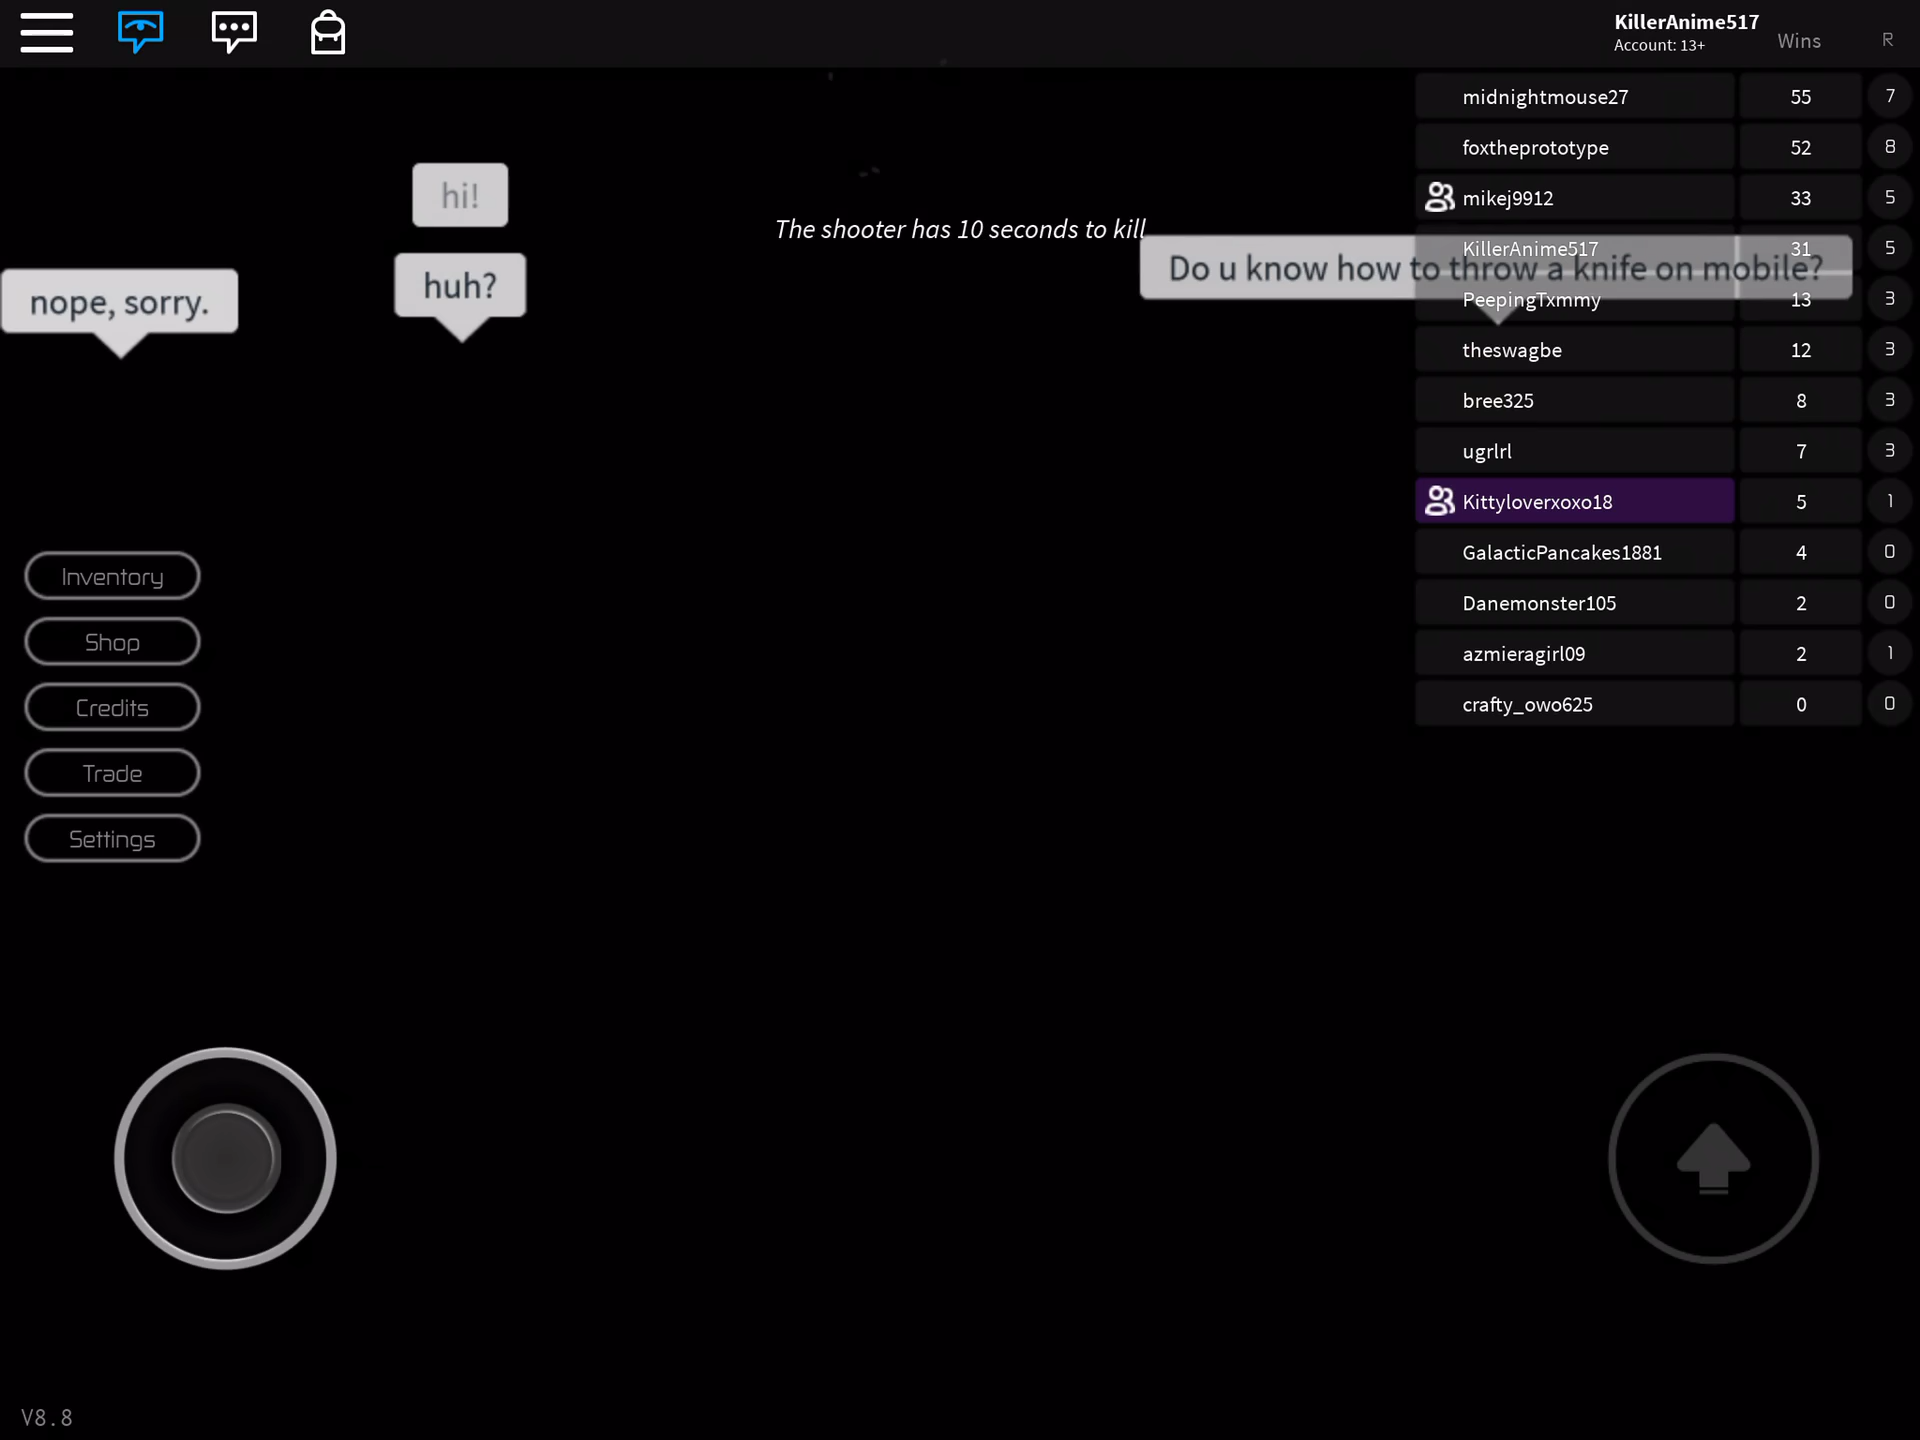 KillerAnime517
Account: 13+
Wins
R
midnightmouse27 55 7
foxtheprototype 52 8
mikej9912 33 5
KillerAnime517 31 5
PeepingTxmmy 13 3
theswagbe 12 3
bree325 8 3
ugrlrl 7 3
Kittyloverxoxo18 5 1
GalacticPancakes1881 4 0
Danemonster105 2 0
azmieragirl09 2 1
crafty_owo625 0 0
hi!
The shooter has 10 seconds to kill
Do u know how to throw a knife on mobile?
huh?
nope, sorry.
Inventory
Shop
Credits
Trade
Settings
V8.8